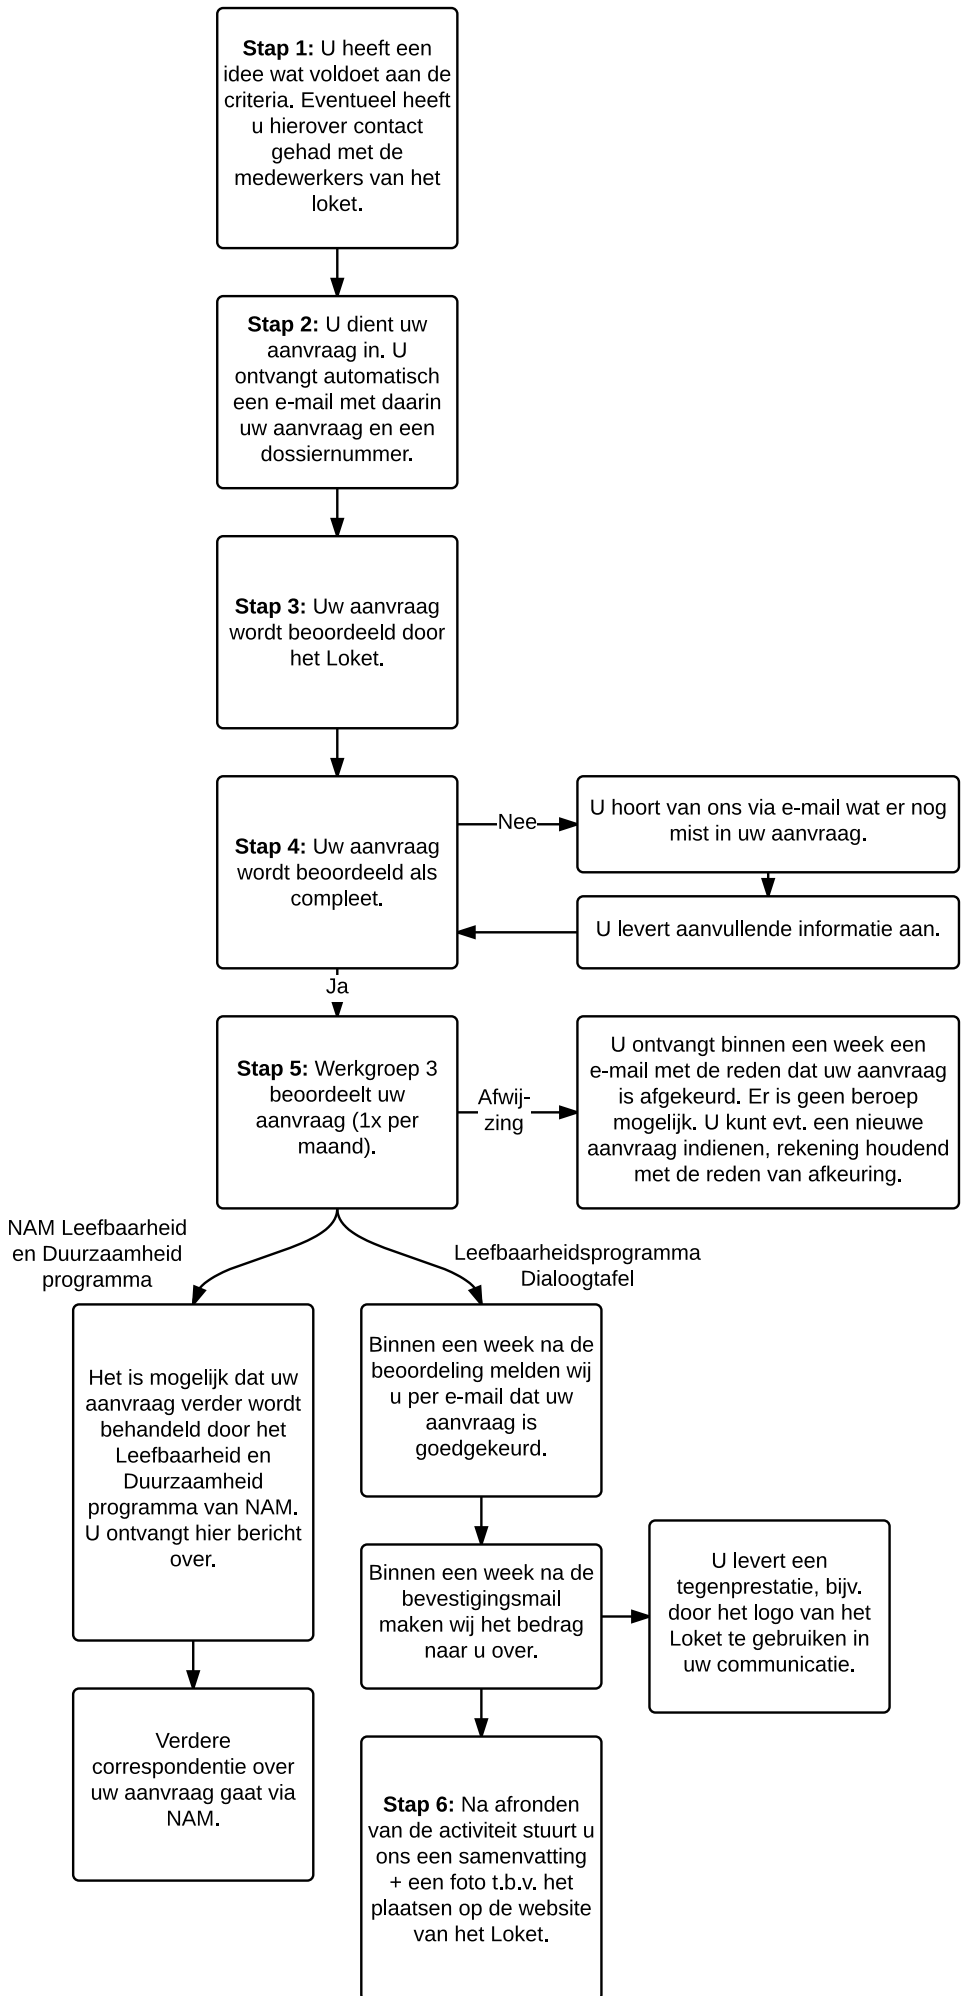 Stap 1: U heeft een
idee wat voldoet aan de
criteria. Eventueel heeft
u hierover contact
gehad met de
medewerkers van het
loket.
Stap 2: U dient uw
aanvraag in. U
ontvangt automatisch
een e-mail met daarin
uw aanvraag en een
dossiernummer.
Stap 3: Uw aanvraag
wordt beoordeeld door
het Loket.
Stap 4: Uw aanvraag
wordt beoordeeld als
compleet.
Nee
U hoort van ons via e-mail wat er nog
mist in uw aanvraag.
U levert aanvullende informatie aan.
Ja
Stap 5: Werkgroep 3
beoordeelt uw
aanvraag (1x per
maand).
Afwij-
zing
U ontvangt binnen een week een
e-mail met de reden dat uw aanvraag
is afgekeurd. Er is geen beroep
mogelijk. U kunt evt. een nieuwe
aanvraag indienen, rekening houdend
met de reden van afkeuring.
NAM Leefbaarheid
en Duurzaamheid
programma
Het is mogelijk dat uw
aanvraag verder wordt
behandeld door het
Leefbaarheid en
Duurzaamheid
programma van NAM.
U ontvangt hier bericht
over.
Verdere
correspondentie over
uw aanvraag gaat via
NAM.
Leefbaarheidsprogramma
Dialoogtafel
Binnen een week na de
beoordeling melden wij
u per e-mail dat uw
aanvraag is
goedgekeurd.
Binnen een week na de
bevestigingsmail
maken wij het bedrag
naar u over.
U levert een
tegenprestatie, bijv.
door het logo van het
Loket te gebruiken in
uw communicatie.
Stap 6: Na afronden
van de activiteit stuurt u
ons een samenvatting
+ een foto t.b.v. het
plaatsen op de website
van het Loket.